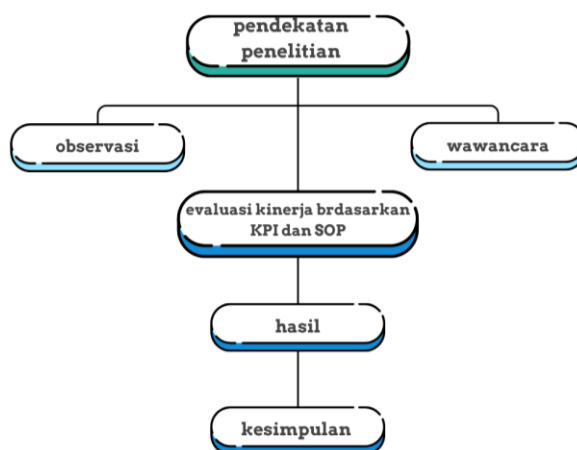 pendekatan
penelitian
observasi
wawancara
evaluasi kinerja brdasarkan
KPI dan SOP
hasil
kesimpulan